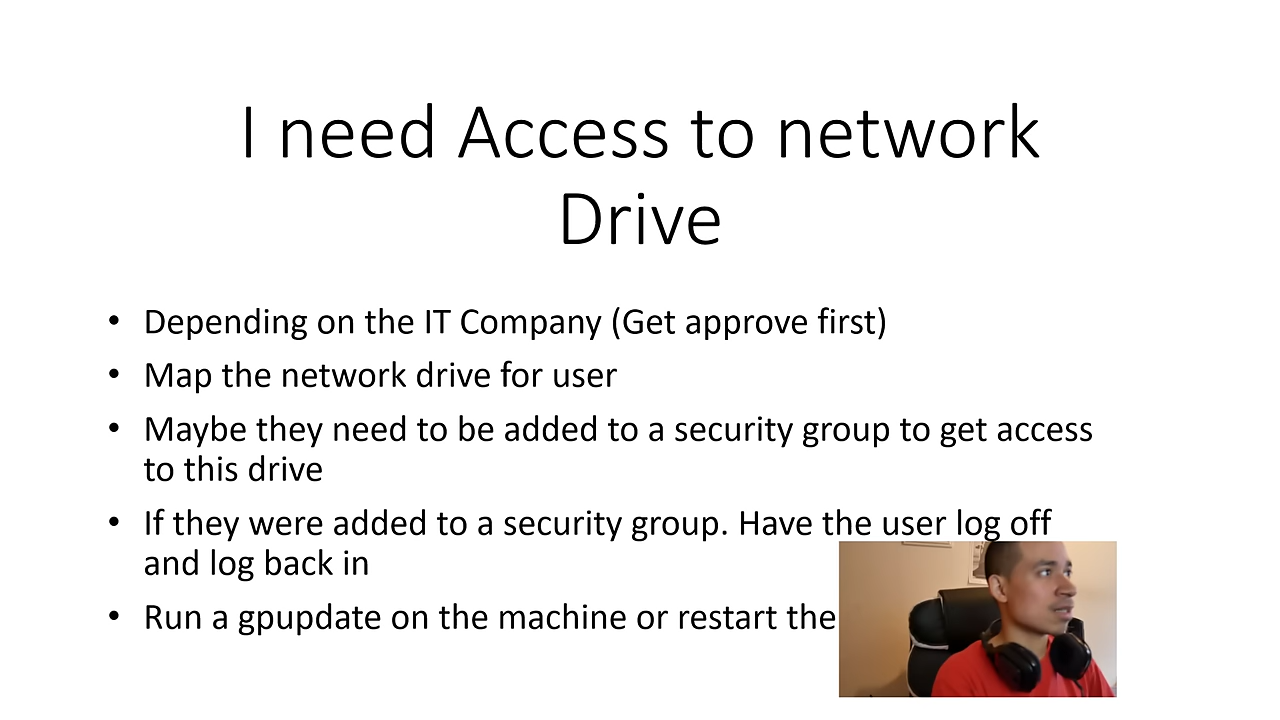 I need Access to network
Drive
• Depending on the IT Company (Get approve first)
• Map the network drive for user
• Maybe they need to be added to a security group to get access
to this drive
• If they were added to a security group. Have the user log off
and log back in
• Run a gpupdate on the machine or restart the